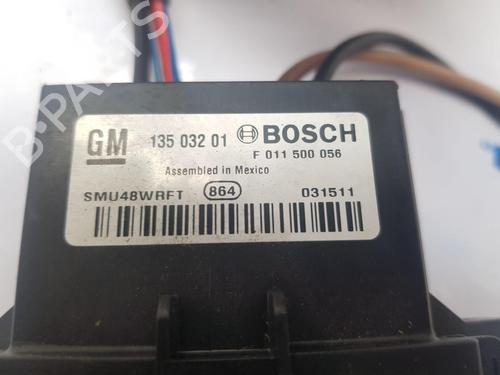 GM 135 032 01 BOSCH
F 011 500 056
Assembled in Mexico
SMU48WRFT 864 031511
B-PARTS